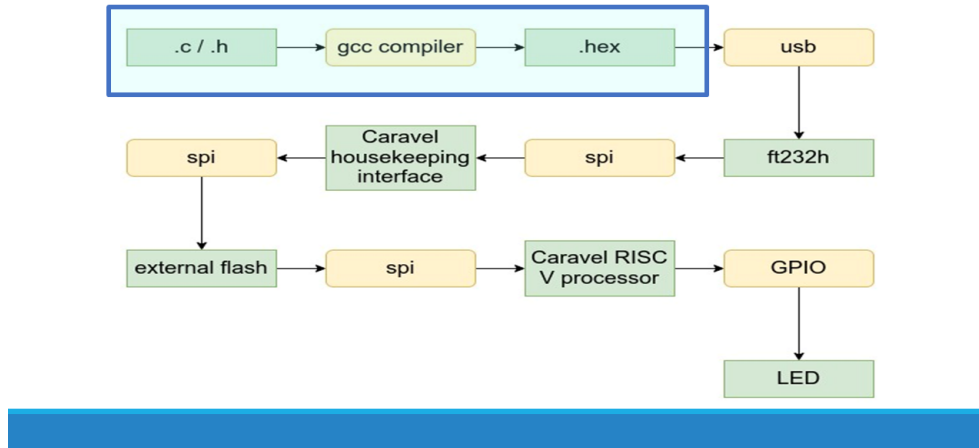 .c / .h
gcc compiler
.hex
usb
spi
Caravel
housekeeping
interface
spi
ft232h
external flash
spi
Caravel RISC
V processor
GPIO
LED